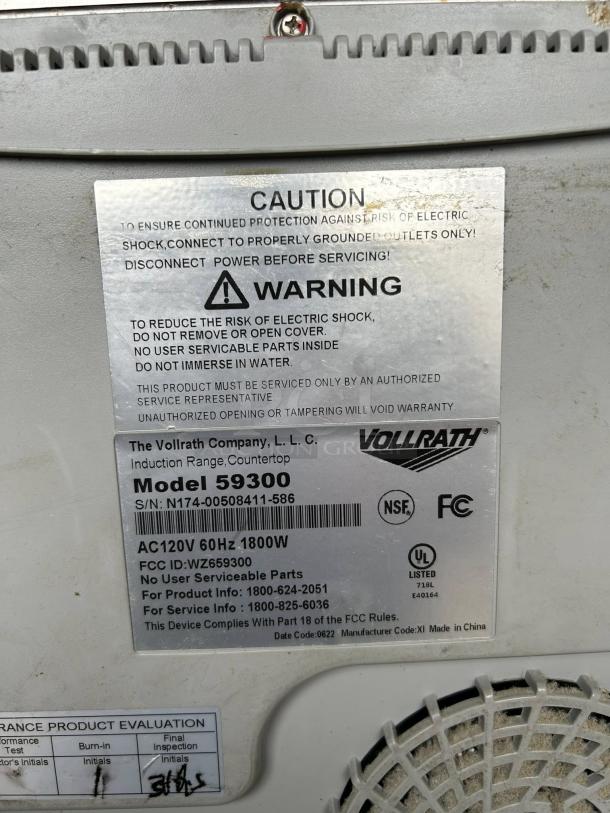 CAUTION
TO ENSURE CONTINUED PROTECTION AGAINST RISK OF ELECTRIC
SHOCK,CONNECT TO PROPERLY GROUNDED OUTLETS ONLY!
DISCONNECT POWER BEFORE SERVICING!
WARNING
TO REDUCE THE RISK OF ELECTRIC SHOCK,
DO NOT REMOVE OR OPEN COVER.
NO USER SERVICABLE PARTS INSIDE
DO NOT IMMERSE IN WATER.
THIS PRODUCT MUST BE SERVICED ONLY BY AN AUTHORIZED
SERVICE REPRESENTATIVE
UNAUTHORIZED OPENING OR TAMPERING WILL VOID WARRANTY
The Vollrath Company, L. L. C.
VOLLRATH®
Induction Range,Countertop
Model 59300
S/N: N174-00508411-586
NSF®
FC
AC120V 60Hz 1800W
FCC ID:WZ659300
No User Serviceable Parts
UL
LISTED
718L
E40164
For Product Info: 1800-624-2051
For Service Info : 1800-825-6036
This Device Complies With Part 18 of the FCC Rules.
Date Code:0622 Manufacturer Code:XI Made in China
RANCE PRODUCT EVALUATION
ormance
Test
Burn-in
Final
Inspection
tor's Initials
Initials
Initials